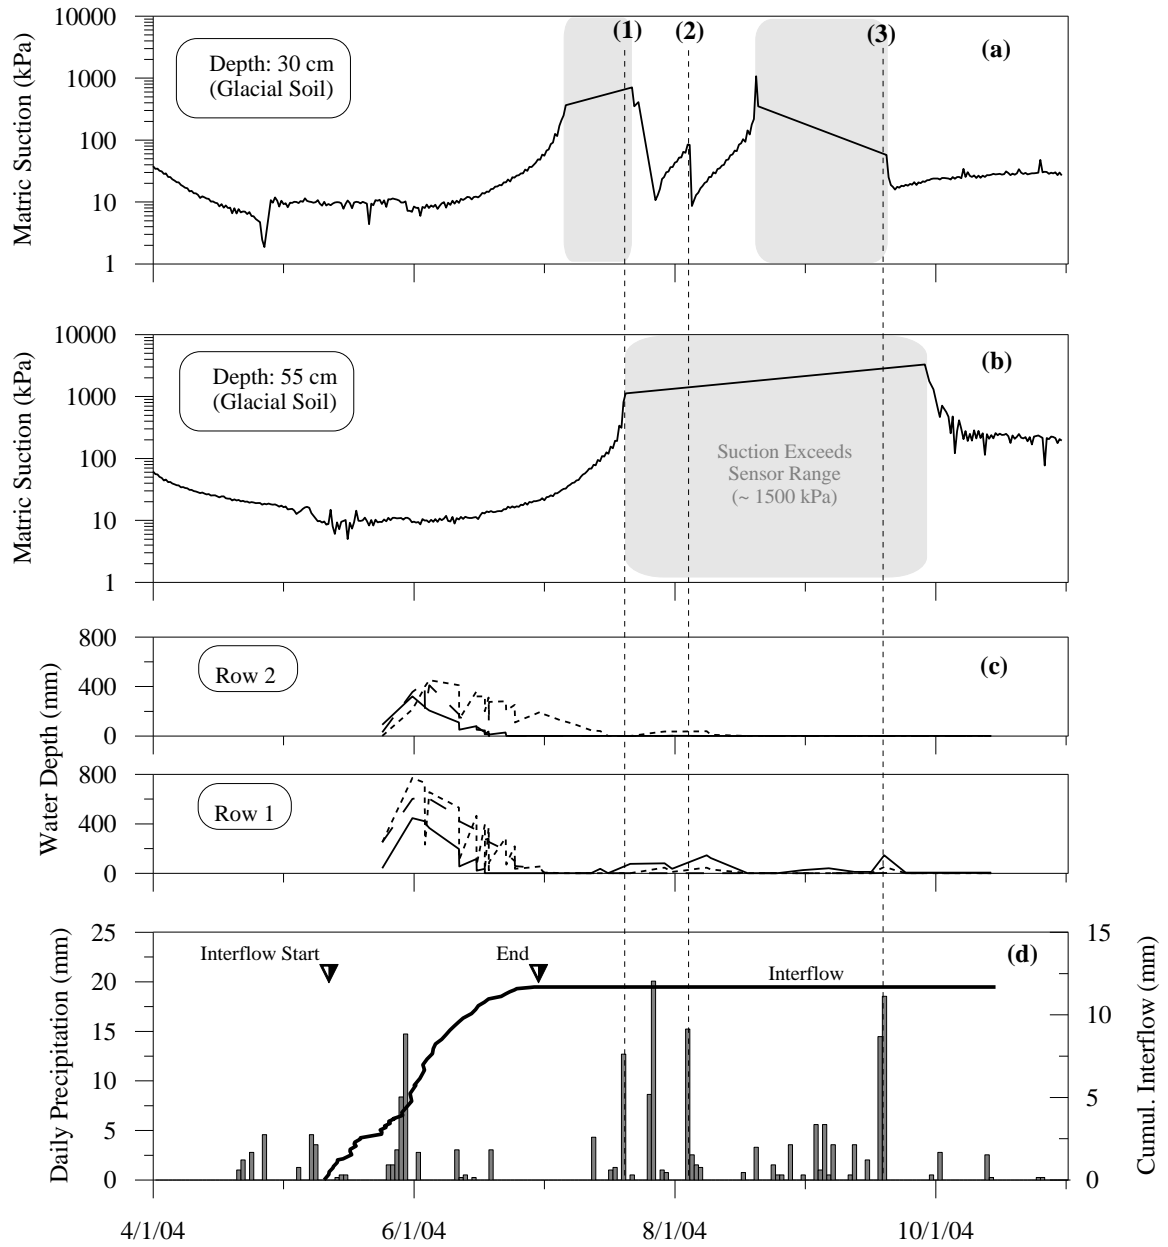 10000
1000
100
10
1
Matric Suction (kPa)
Depth: 30 cm
(Glacial Soil)
(1)
(2)
(3)
(a)
10000
1000
100
10
1
Matric Suction (kPa)
Depth: 55 cm
(Glacial Soil)
(b)
Suction Exceeds
Sensor Range
(~ 1500 kPa)
800
400
0
Row 2
(c)
Water Depth (mm)
800
400
0
Row 1
25
20
15
10
5
0
Daily Precipitation (mm)
Interflow Start
End
Interflow
(d)
15
10
5
0
Cumul. Interflow (mm)
4/1/04
6/1/04
8/1/04
10/1/04